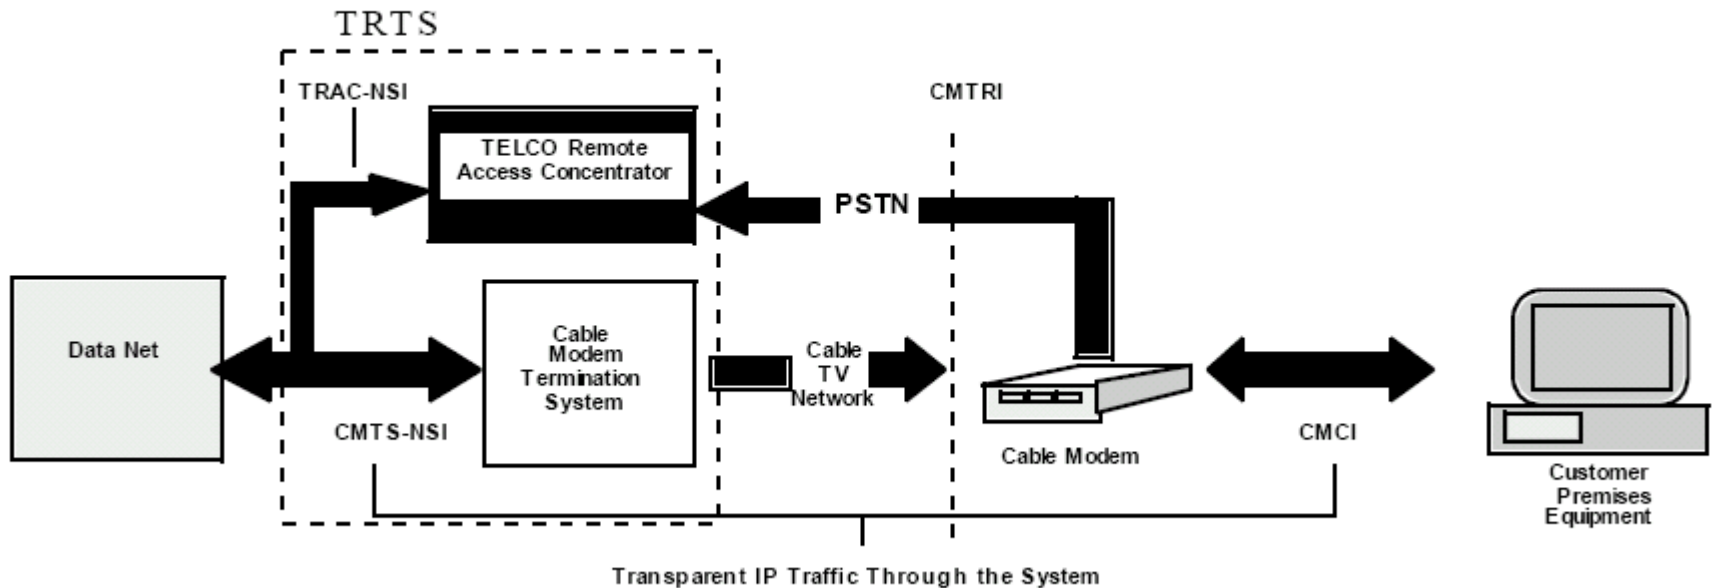 TRTS
TRAC-NSI
CMTRI
TELCO Remote
Access Concentrator
PSTN
Data Net
Cable
Modem
Termination
System
Cable
TV
Network
CMTS-NSI
CMCI
Cable Modem
Customer
Premises
Equipment
Transparent IP Traffic Through the System